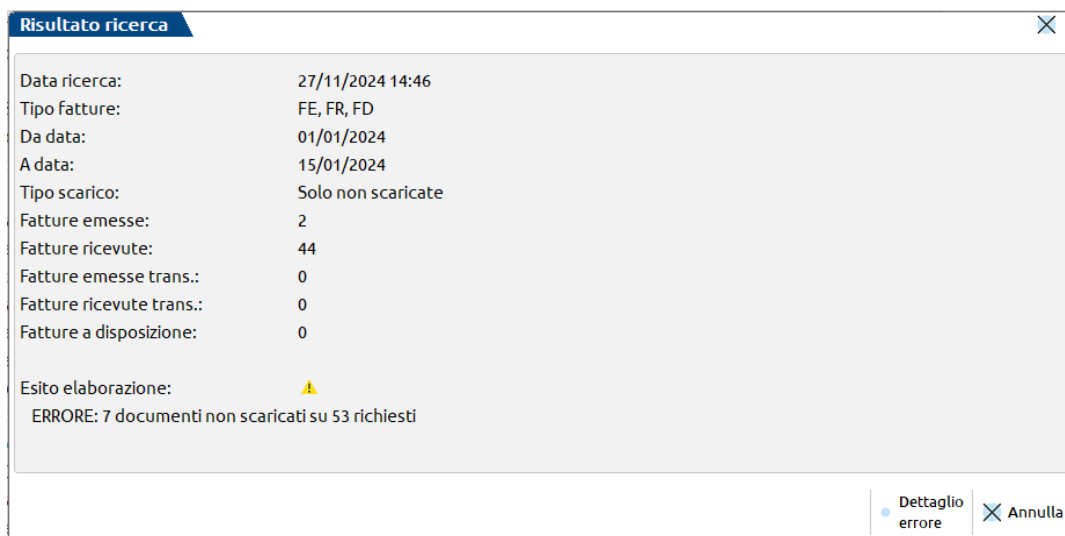 Risultato ricerca
Data ricerca: 27/11/2024 14:46
Tipo fatture: FE, FR, FD
Da data: 01/01/2024
A data: 15/01/2024
Tipo scarico: Solo non scaricate
Fatture emesse: 2
Fatture ricevute: 44
Fatture emesse trans.: 0
Fatture ricevute trans.: 0
Fatture a disposizione: 0
Esito elaborazione:
ERRORE: 7 documenti non scaricati su 53 richiesti
Dettaglio
errore
Annulla